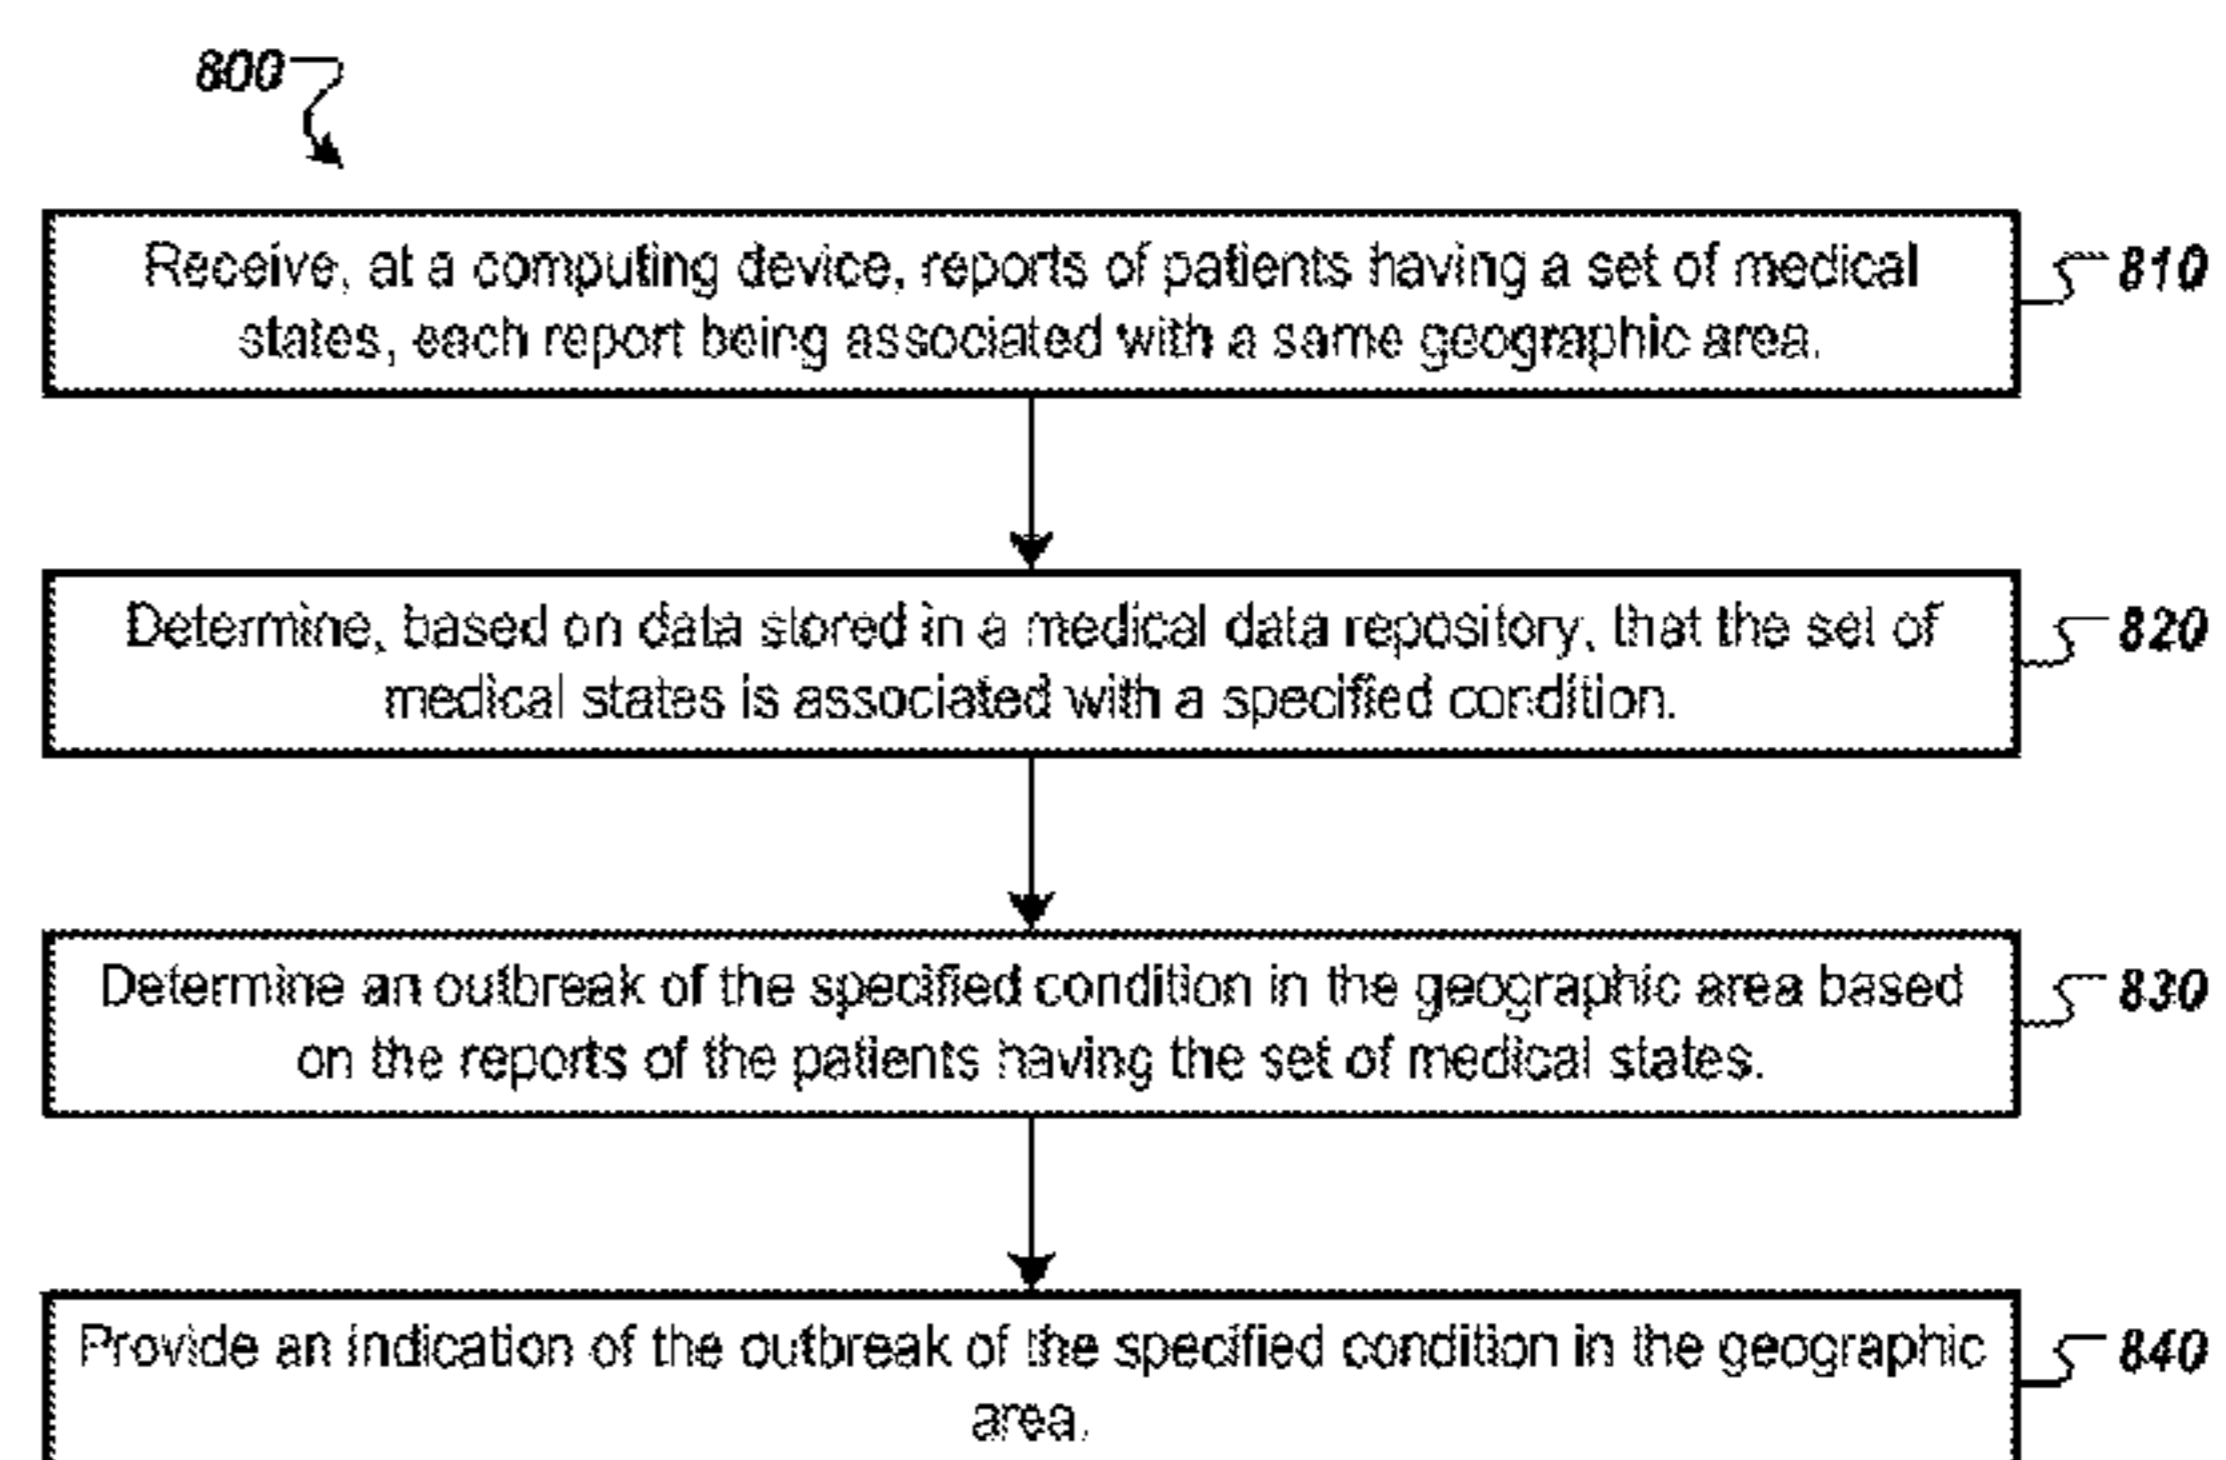 800
Receive, at a computing device, reports of patients having a set of medical
states, each report being associated with a same geographic area.
810
Determine, based on data stored in a medical data repository, that the set of
medical states is associated with a specified condition.
820
Determine an outbreak of the specified condition in the geographic area based
on the reports of the patients having the set of medical states.
830
Provide an indication of the outbreak of the specified condition in the geographic
area.
840